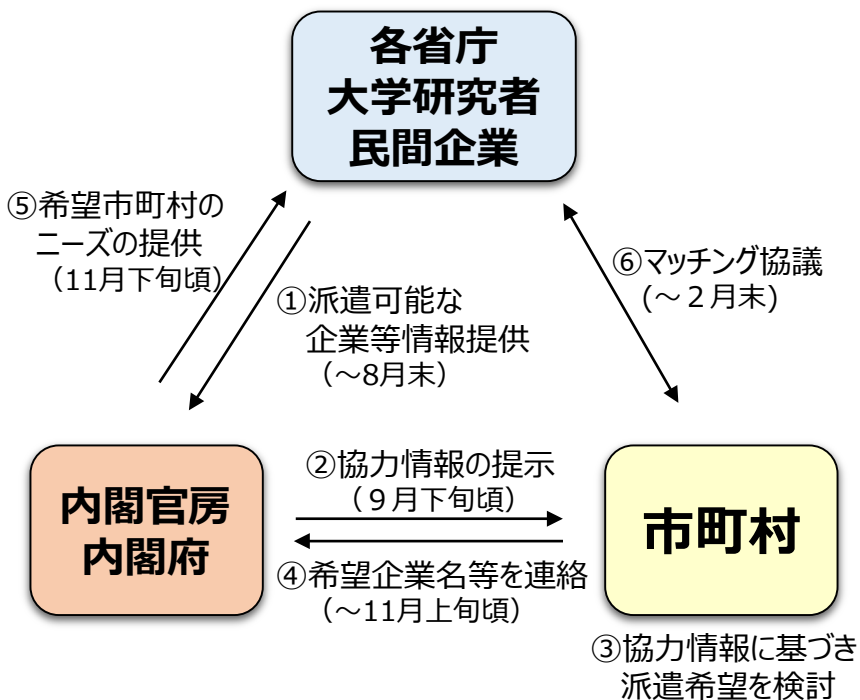 各省庁
大学研究者
民間企業
⑤希望市町村の
ニーズの提供
（11月下旬頃）
①派遣可能な
企業等情報提供
（～8月末）
⑥マッチング協議
(～２月末)
内閣官房
内閣府
②協力情報の提示
（９月下旬頃）
④希望企業名等を連絡
（～11月上旬頃）
市町村
③協力情報に基づき
派遣希望を検討